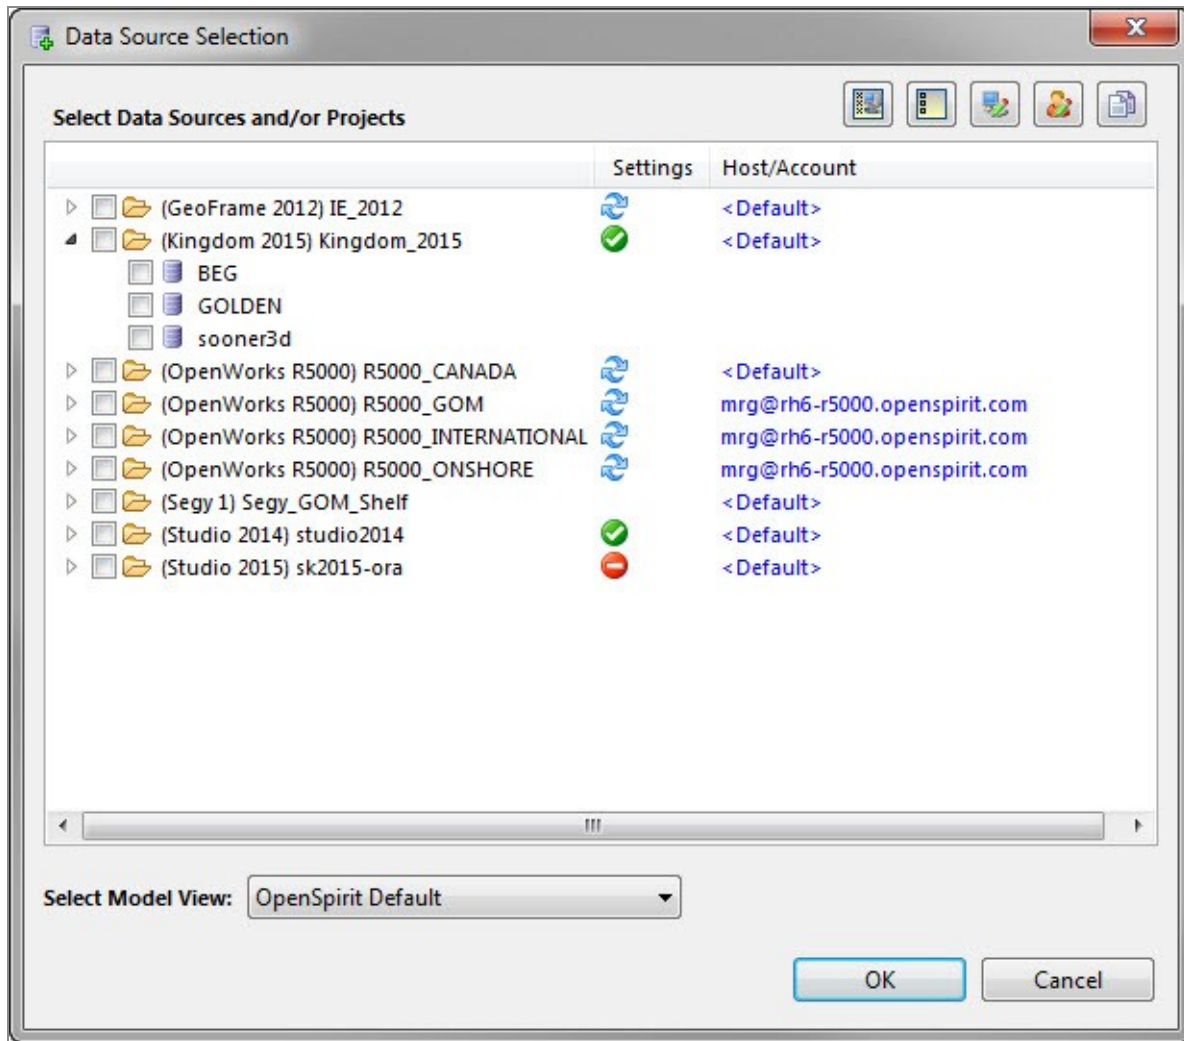 Data Source Selection
Select Data Sources and/or Projects
Settings Host/Account
(GeoFrame 2012) IE_2012 <Default>
(Kingdom 2015) Kingdom_2015 <Default>
BEG
GOLDEN
sooner3d
(OpenWorks R5000) R5000_CANADA <Default>
(OpenWorks R5000) R5000_GOM mrg@rh6-r5000.openspirit.com
(OpenWorks R5000) R5000_INTERNATIONAL mrg@rh6-r5000.openspirit.com
(OpenWorks R5000) R5000_ONSHORE mrg@rh6-r5000.openspirit.com
(Segy 1) Segy_GOM_Shelf <Default>
(Studio 2014) studio2014 <Default>
(Studio 2015) sk2015-ora <Default>
Select Model View: OpenSpirit Default
OK Cancel